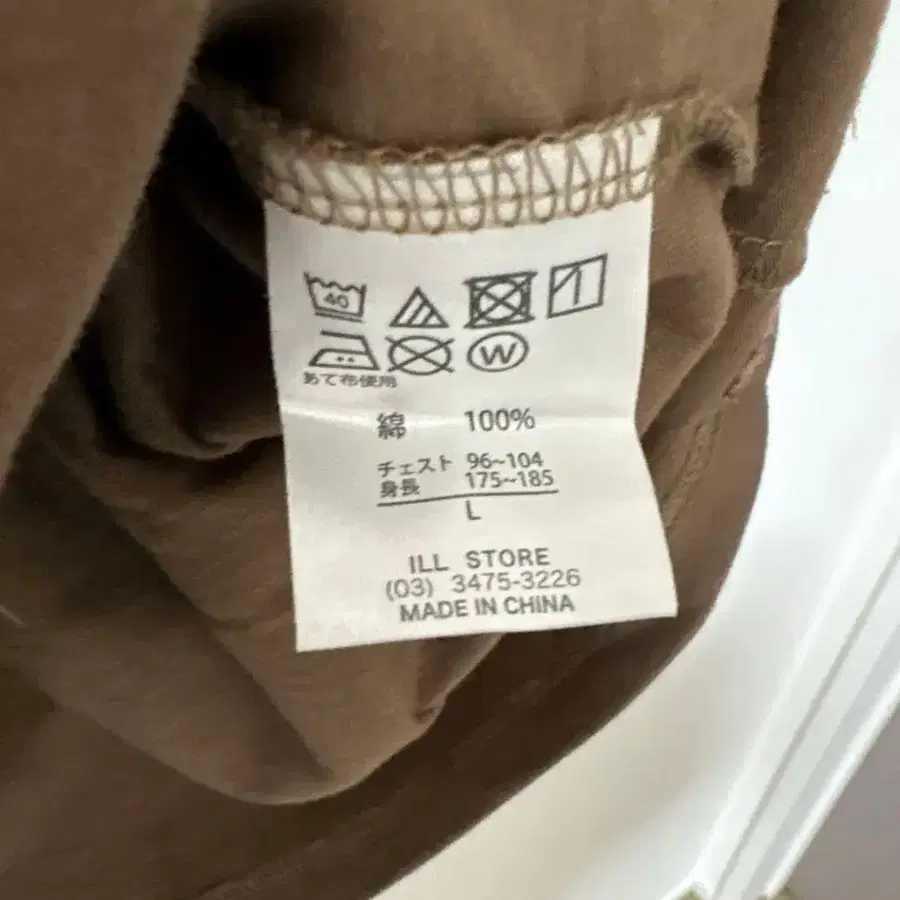 40
W
あて布使用
綿 100%
チェスト 96~104
身長 175~185
L
ILL STORE
(03) 3475-3226
MADE IN CHINA